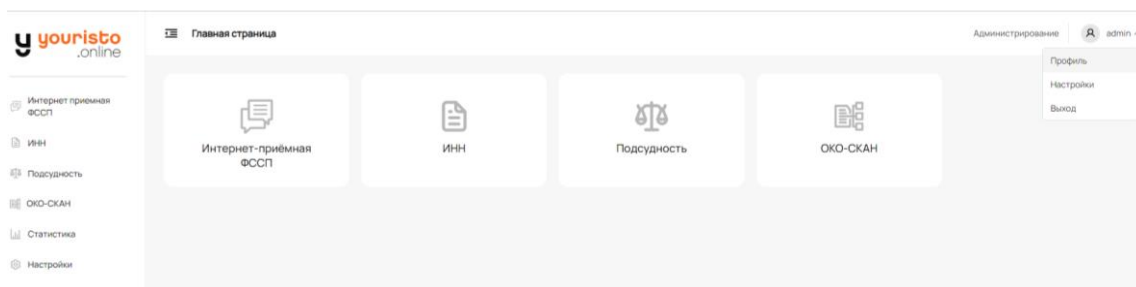 youristo
.online
Главная страница
Администрирование
admin
Профиль
Настройки
Выход
Интернет приемная
ФССП
ИНН
Подсудность
ОКО-СКАН
Статистика
Настройки
Интернет-приёмная
ФССП
ИНН
Подсудность
ОКО-СКАН